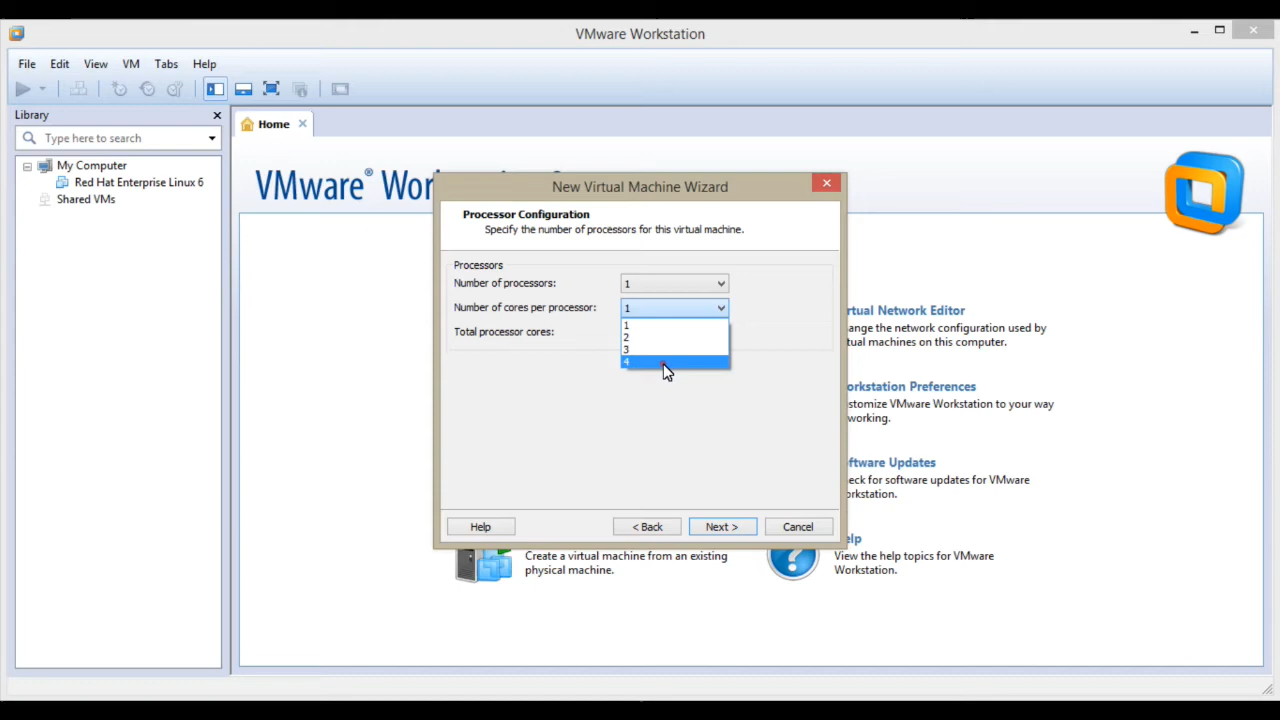 VMware Workstation
File Edit View VM Tabs Help
Library
Type here to search
My Computer
Red Hat Enterprise Linux 6
Shared VMs
Home
VMware® Wor
New Virtual Machine Wizard
Processor Configuration
Specify the number of processors for this virtual machine.
Processors
Number of processors: 1
Number of cores per processor: 1
Total processor cores:
1
2
3
4
Help < Back Next > Cancel
rtual Network Editor
ange the network configuration used by
tual machines on this computer.
orkstation Preferences
stomize VMware Workstation to your way
working.
ftware Updates
eck for software updates for VMware
orkstation.
Create a virtual machine from an existing
physical machine.
elp
View the help topics for VMware
Workstation.